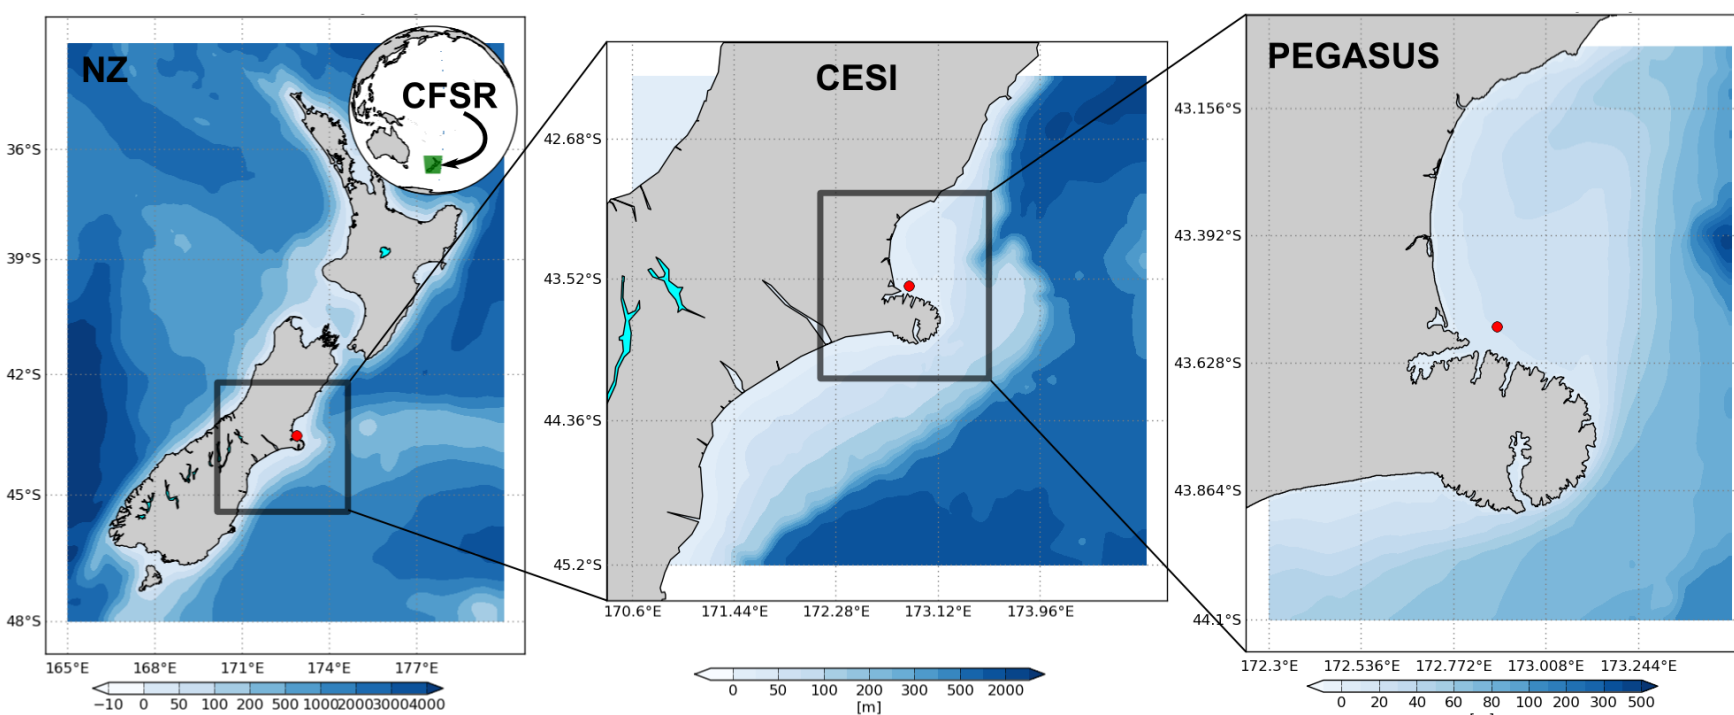 NZ
CFSR
36°S
39°S
42°S
45°S
48°S
165°E 168°E 171°E 174°E 177°E
−10 0 50 100 200 500 1000 2000 3000 4000
CESI
42.68°S
43.52°S
44.36°S
45.2°S
170.6°E 171.44°E 172.28°E 173.12°E 173.96°E
0 50 100 200 300 500 2000
[m]
PEGASUS
43.156°S
43.392°S
43.628°S
43.864°S
44.1°S
172.3°E 172.536°E 172.772°E 173.008°E 173.244°E
0 20 40 60 80 100 200 300 500
[m]